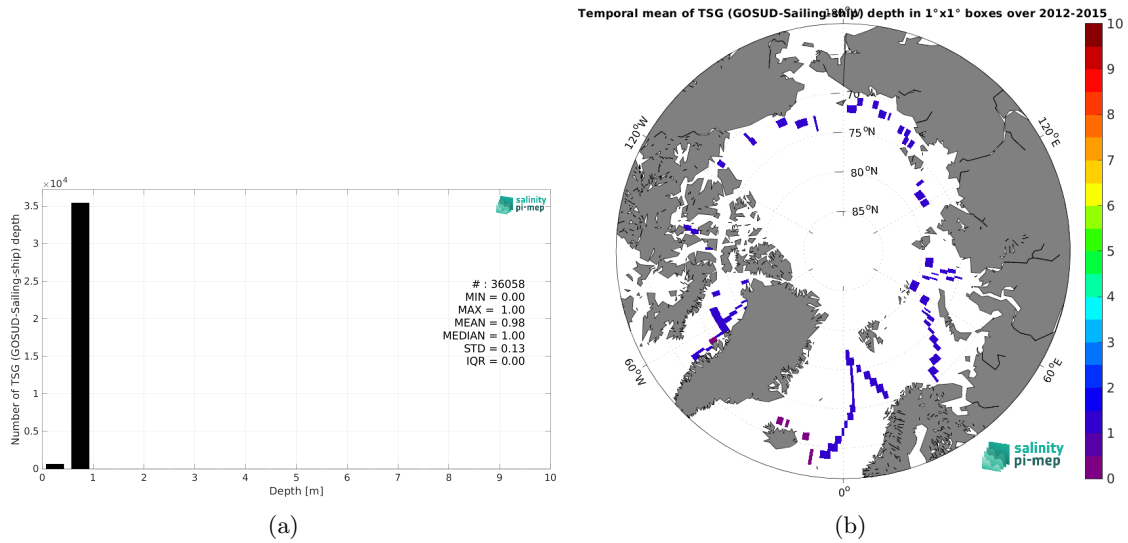 Temporal mean of TSG (GOSUD-Sailing-ship) depth in 1°x1° boxes over 2012-2015
×10⁴
Number of TSG (GOSUD-Sailing-ship) depth
3.5
3
2.5
2
1.5
1
0.5
0
0 1 2 3 4 5 6 7 8 9 10
Depth [m]
salinity
pi-mep
# : 36058
MIN = 0.00
MAX = 1.00
MEAN = 0.98
MEDIAN = 1.00
STD = 0.13
IQR = 0.00
(a)
180°W
120°W
120°E
60°W
60°E
0°
70
75°N
80°N
85°N
10
9
8
7
6
5
4
3
2
1
0
salinity
pi-mep
(b)